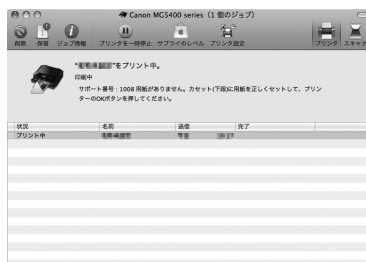 Canon MG5400 series（1 個のジョブ）
削除 保留 ジョブ情報 プリンタを一時停止 サプライのレベル プリンタ設定 プリンタ スキャナ
"をプリント中。
印刷中
サポート番号：1008 用紙がありません。カセット(下段)に用紙を正しくセットして、プリン
ターのOKボタンを押してください。
状況 名前 送信 完了
プリント中